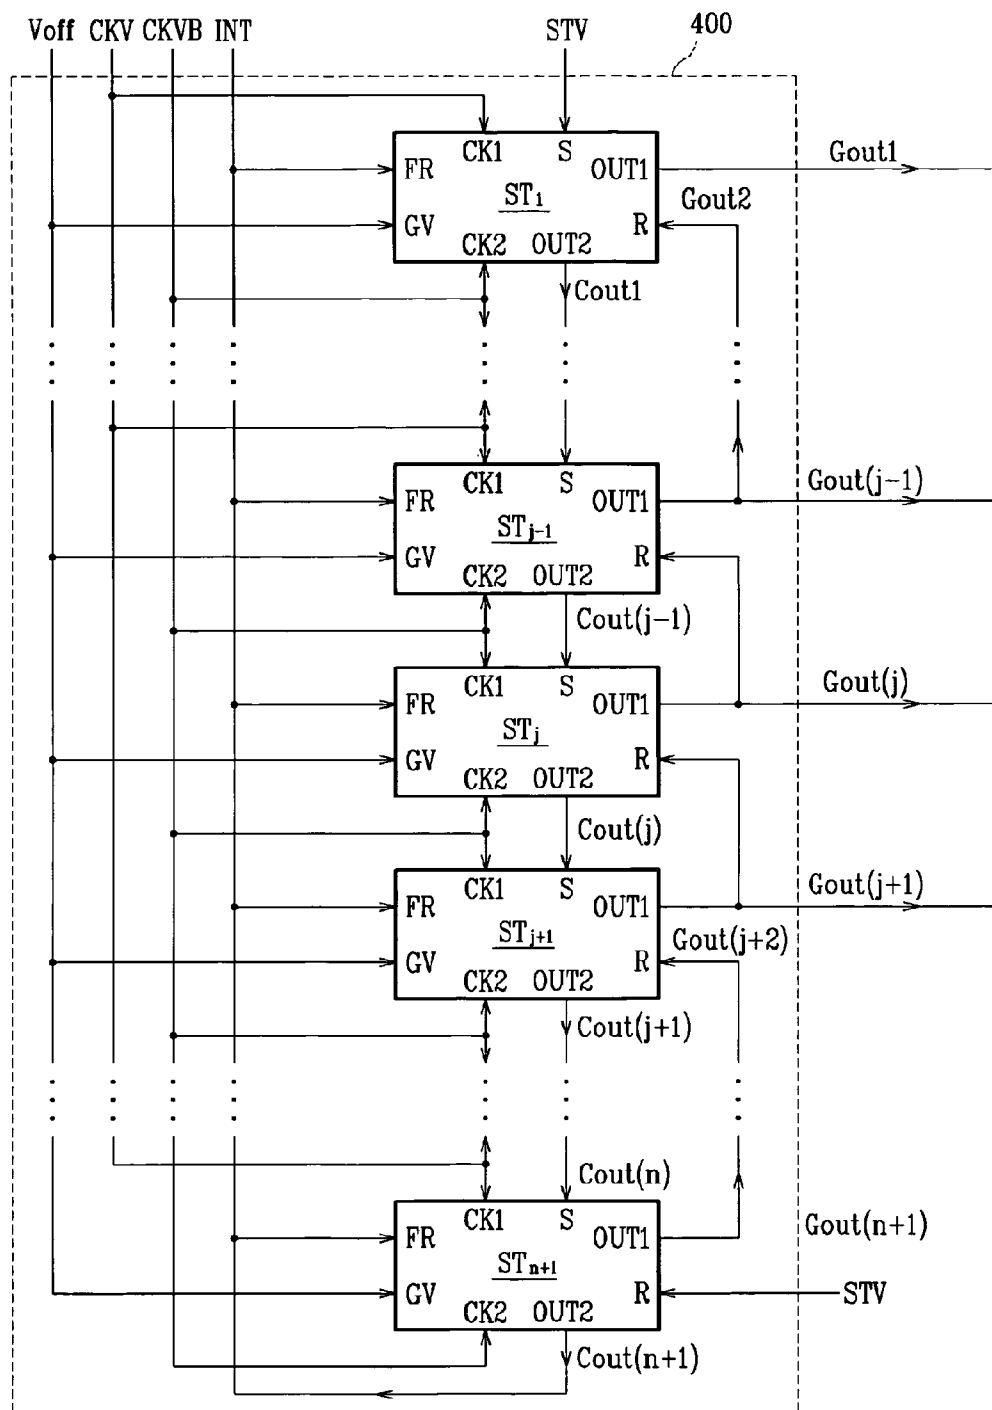 Voff CKV CKVB INT STV 400
CK1 S
FR OUT1 Gout1
ST1 Gout2
GV R
CK2 OUT2
Cout1
CK1 S Gout(j-1)
FR OUT1
STj-1
GV R
CK2 OUT2
Cout(j-1)
CK1 S Gout(j)
FR OUT1
STj
GV R
CK2 OUT2
Cout(j)
CK1 S Gout(j+1)
FR OUT1
STj+1 Gout(j+2)
GV R
CK2 OUT2
Cout(j+1)
Cout(n)
CK1 S Gout(n+1)
FR OUT1
STn+1
GV R STV
CK2 OUT2
Cout(n+1)